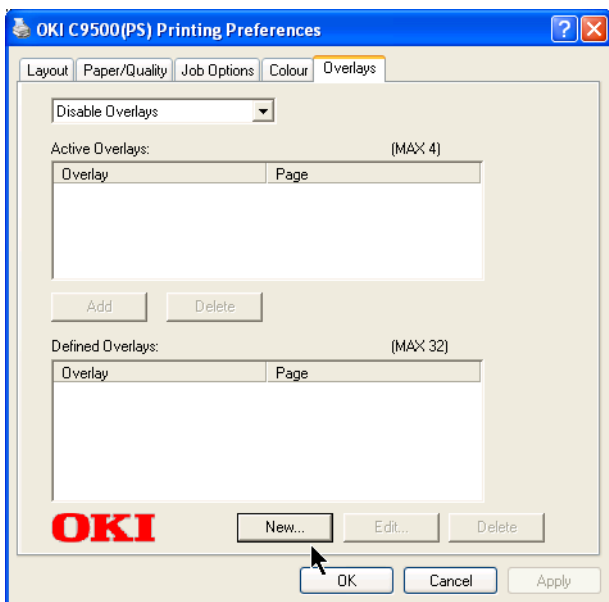 OKI C9500(PS) Printing Preferences
Layout Paper/Quality Job Options Colour Overlays
Disable Overlays
Active Overlays: (MAX 4)
Overlay Page
Add Delete
Defined Overlays: (MAX 32)
Overlay Page
OKI New... Edit... Delete
OK Cancel Apply